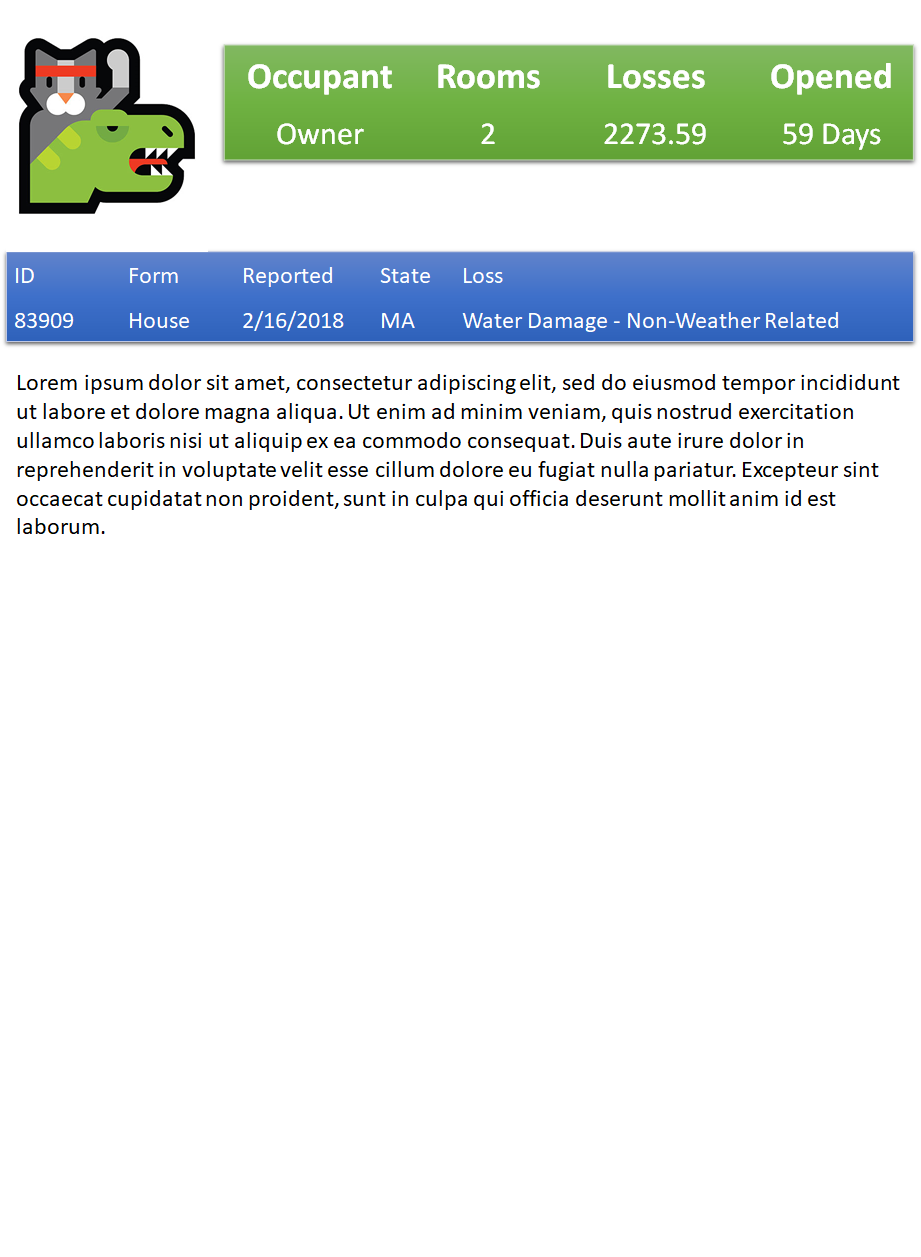 Occupant Rooms Losses Opened
Owner 2 2273.59 59 Days
ID Form Reported State Loss
83909 House 2/16/2018 MA Water Damage - Non-Weather Related
Lorem ipsum dolor sit amet, consectetur adipiscing elit, sed do eiusmod tempor incididunt
ut labore et dolore magna aliqua. Ut enim ad minim veniam, quis nostrud exercitation
ullamco laboris nisi ut aliquip ex ea commodo consequat. Duis aute irure dolor in
reprehenderit in voluptate velit esse cillum dolore eu fugiat nulla pariatur. Excepteur sint
occaecat cupidatat non proident, sunt in culpa qui officia deserunt mollit anim id est
laborum.